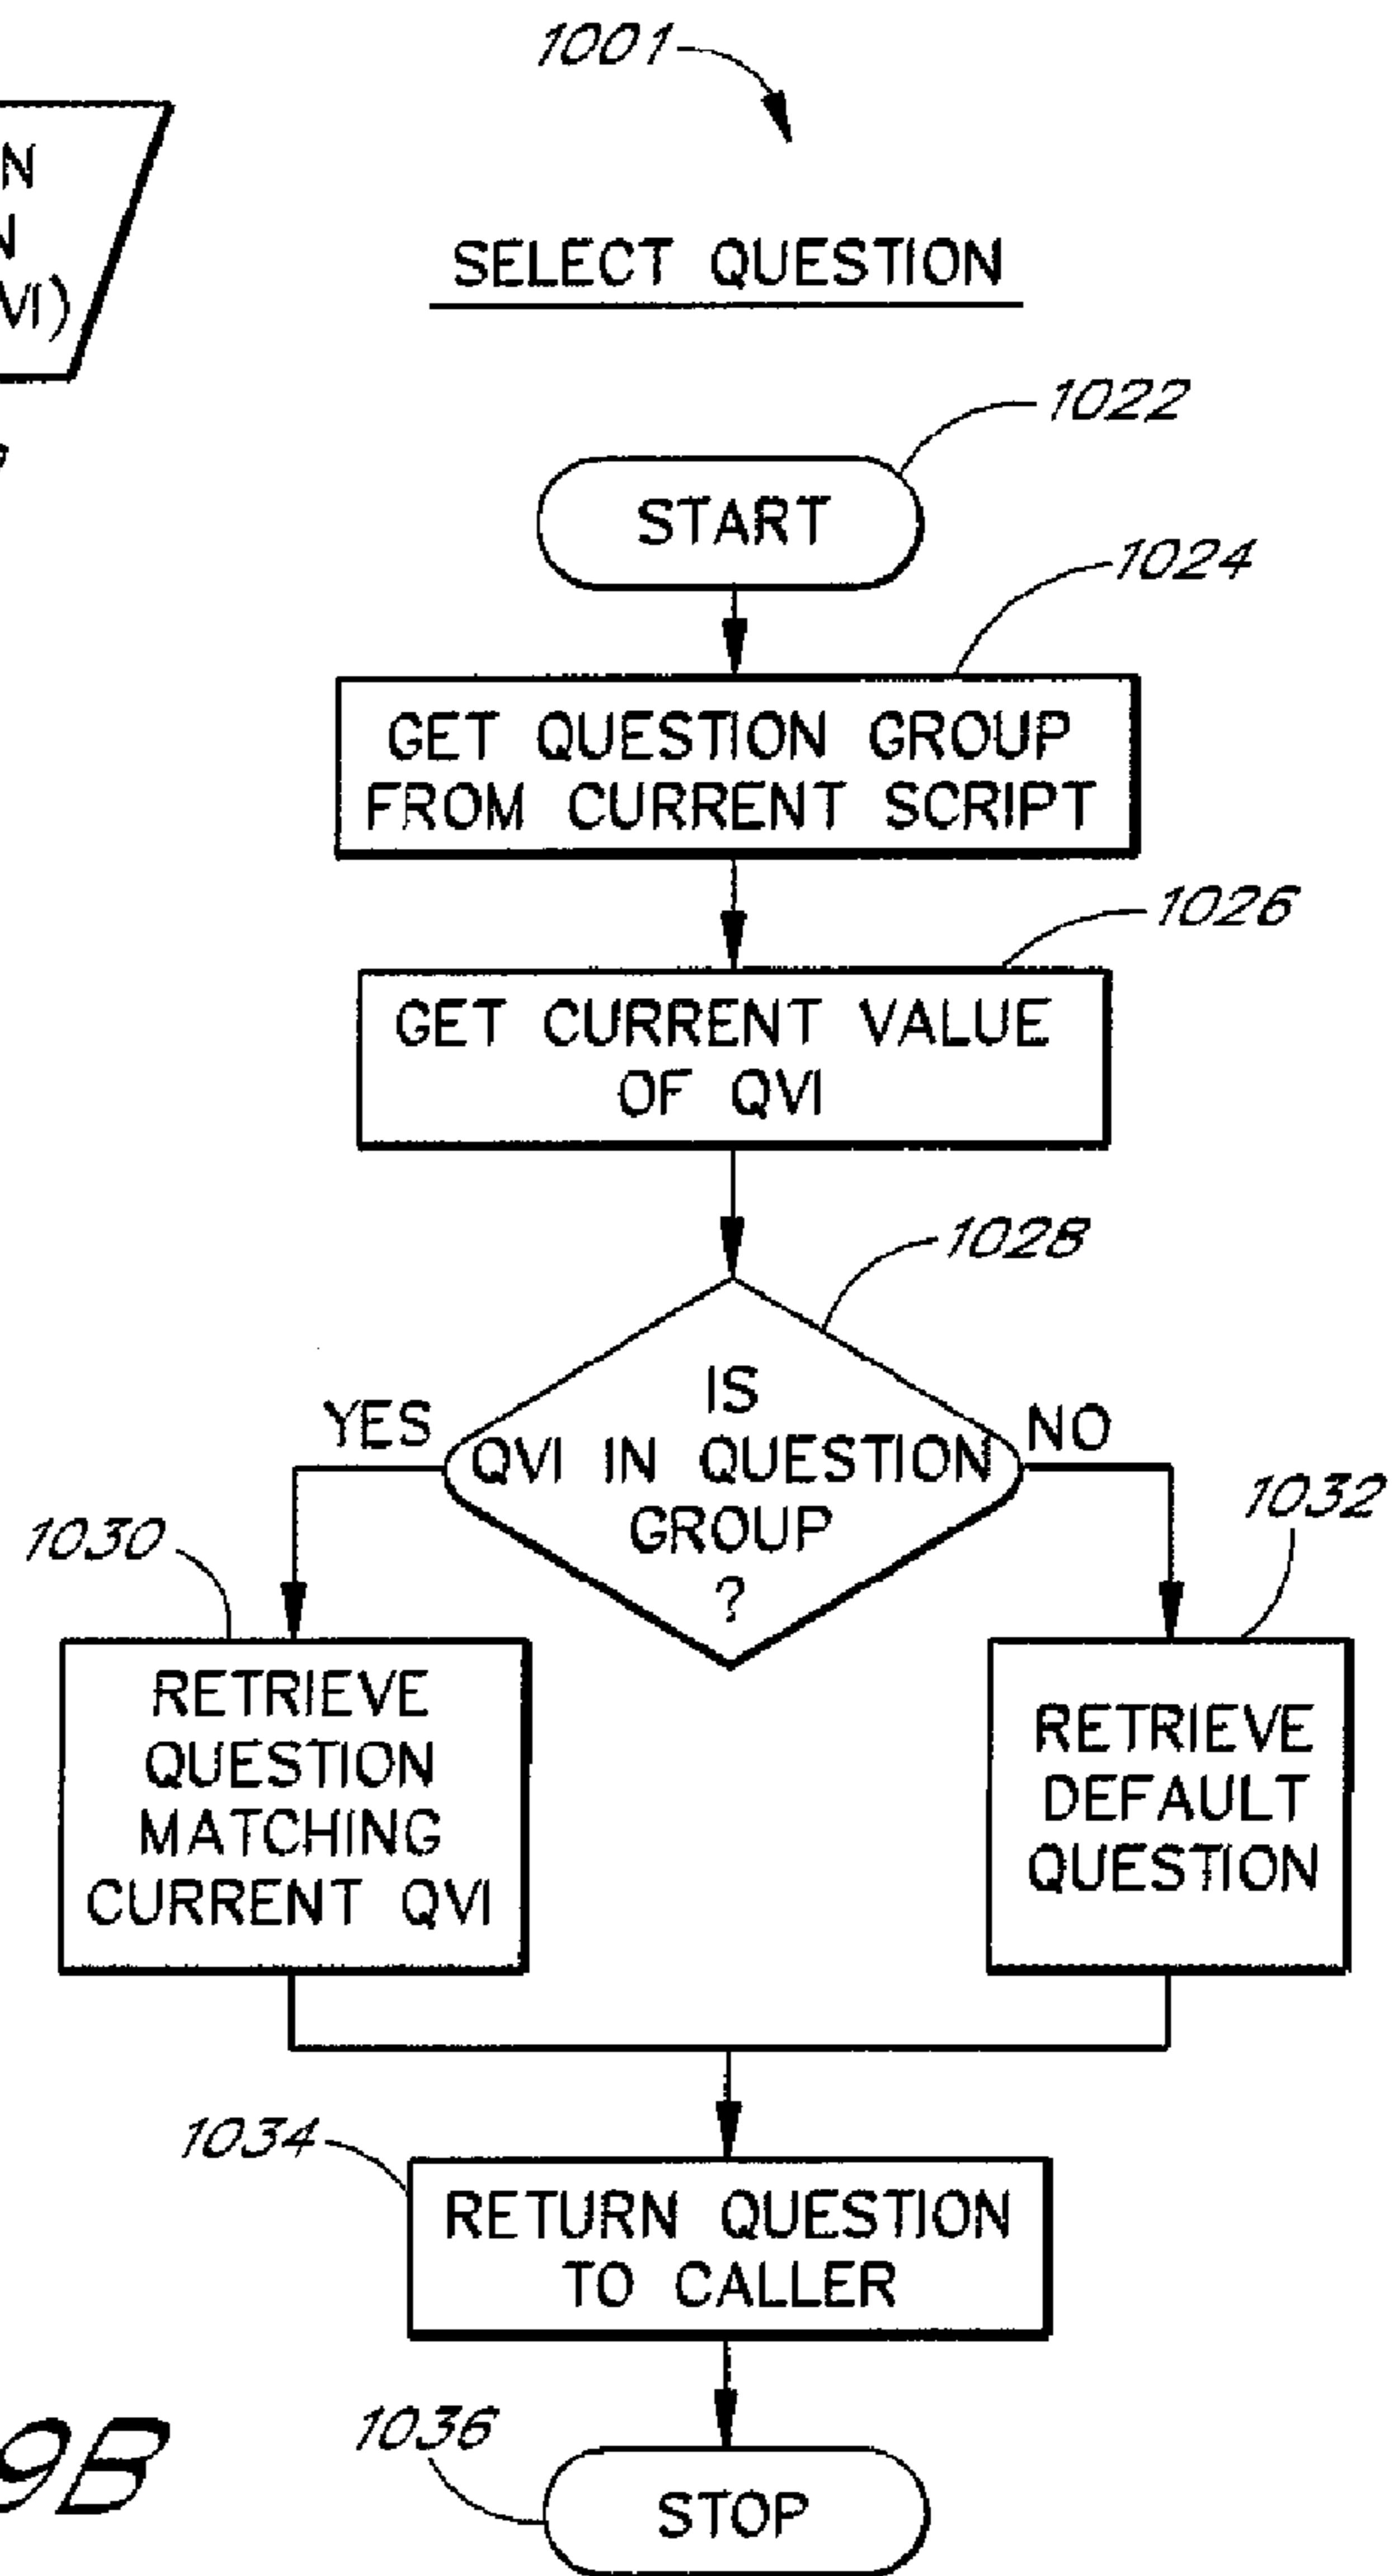 1001
N
N
VI)
SELECT QUESTION
1022
START
1024
GET QUESTION GROUP
FROM CURRENT SCRIPT
1026
GET CURRENT VALUE
OF QVI
1028
IS
QVI IN QUESTION
GROUP
?
YES
NO
1030
1032
RETRIEVE
QUESTION
MATCHING
CURRENT QVI
RETRIEVE
DEFAULT
QUESTION
1034
RETURN QUESTION
TO CALLER
1036
STOP
9B